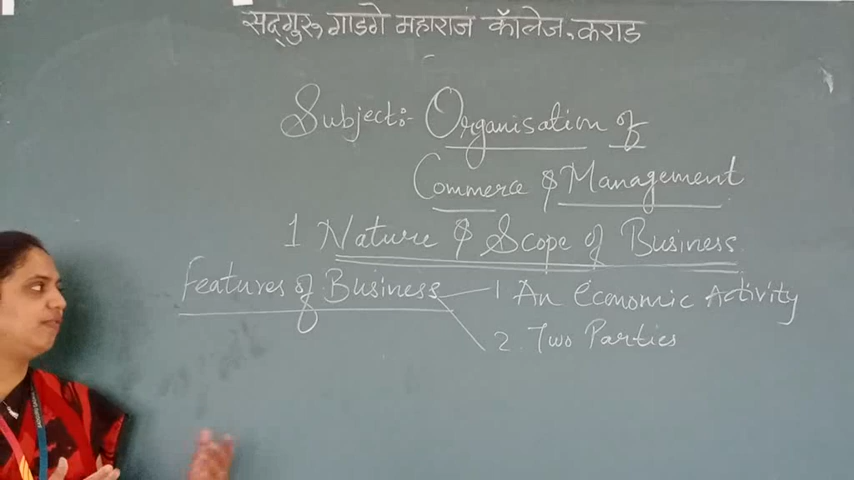 सद्गुरु गाडगे महाराज कॉलेज, कराड
Subject:- Organisation of
Commerce & Management
1 Nature & Scope of Business
Features of Business 1 An Economic Activity
2. Two Parties